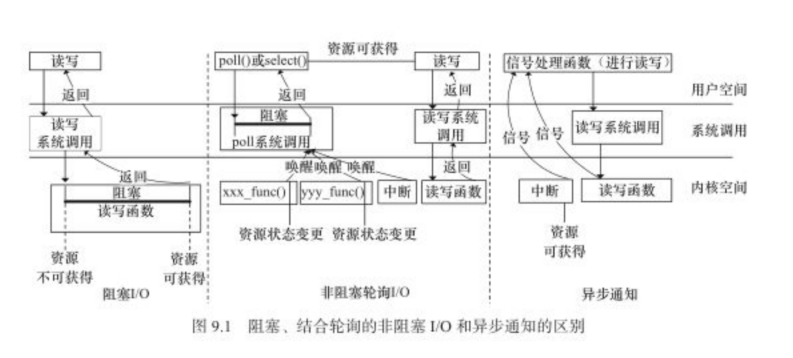 读写
返回
读写
系统调用
返回
阻塞
读写函数
资源
不可获得
资源
可获得
阻塞I/O
poll()或select()
资源可获得
读写
返回
返回
阻塞
poll系统调用
读写系统
调用
唤醒 唤醒 唤醒
返回
xxx_func()
yyy_func()
中断
读写函数
资源状态变更
资源状态变更
非阻塞轮询I/O
信号处理函数（进行读写）
用户空间
读写系统调用
系统调用
信号
信号
中断
读写函数
内核空间
资源
可获得
异步通知
图 9.1 阻塞、结合轮询的非阻塞 I/O 和异步通知的区别